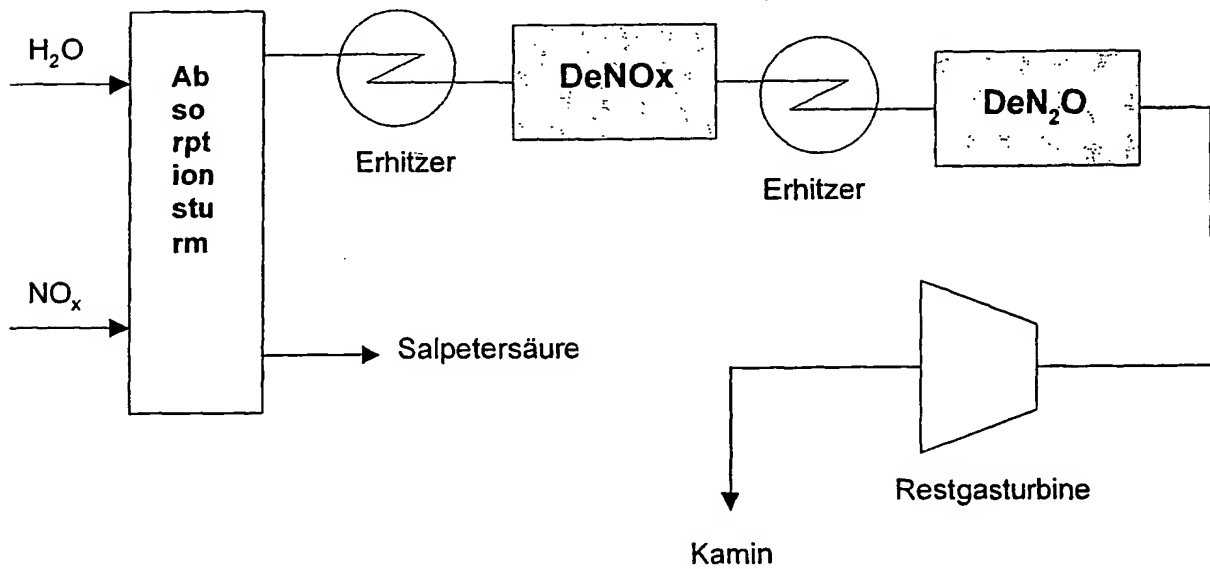 H₂O
Ab
so
rpt
ion
stu
rm
NOₓ
Salpetersäure
Erhitzer
DeNOx
Erhitzer
DeN₂O
Restgasturbine
Kamin